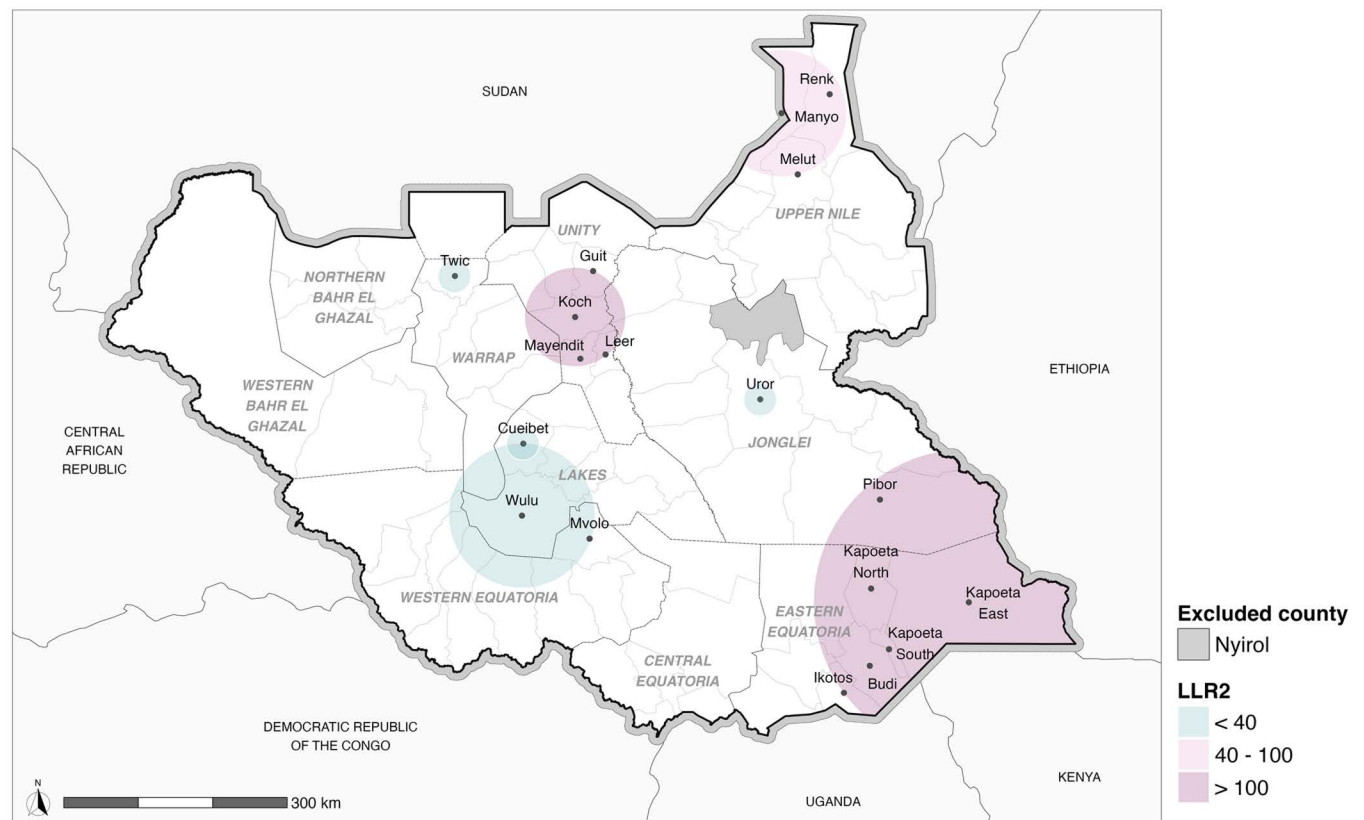 SUDAN
Renk
Manyo
Melut
UPPER NILE
UNITY
Guit
Twic
NORTHERN
BAHR EL
GHAZAL
Koch
Mayendit
Leer
WARRAP
Uror
ETHIOPIA
WESTERN
BAHR EL
GHAZAL
CENTRAL
AFRICAN
REPUBLIC
Cueibet
JONGLEI
LAKES
Wulu
Mvolo
Pibor
Kapoeta
North
Kapoeta
East
WESTERN EQUATORIA
EASTERN
EQUATORIA
Kapoeta
South
CENTRAL
EQUATORIA
Ikotos
Budi
DEMOCRATIC REPUBLIC
OF THE CONGO
KENYA
UGANDA
N
300 km
Excluded county
Nyirol
LLR2
< 40
40 - 100
> 100